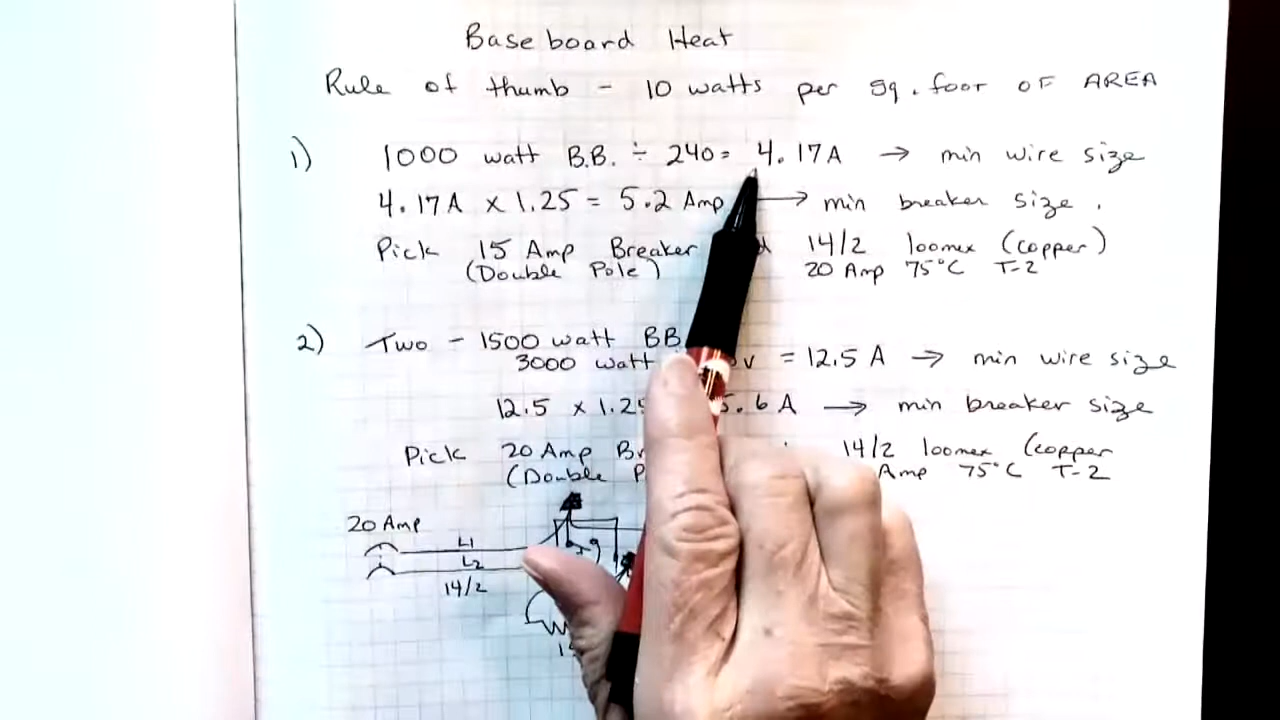 Baseboard Heat
Rule of thumb - 10 watts per sq. foot OF AREA
1) 1000 watt B.B. ÷ 240 = 4.17A → min wire size
4.17A x 1.25 = 5.2 Amp → min breaker size.
Pick 15 Amp Breaker 14/2 loomex (copper)
(Double Pole) 20 Amp 75°C T-2
2) Two - 1500 watt BB
3000 watt V = 12.5 A → min wire size
12.5 x 1.25 5.6 A → min breaker size
Pick 20 Amp 14/2 loomex (copper
(Double Amp 75°C T-2
20 Amp
L1
L2
14/2